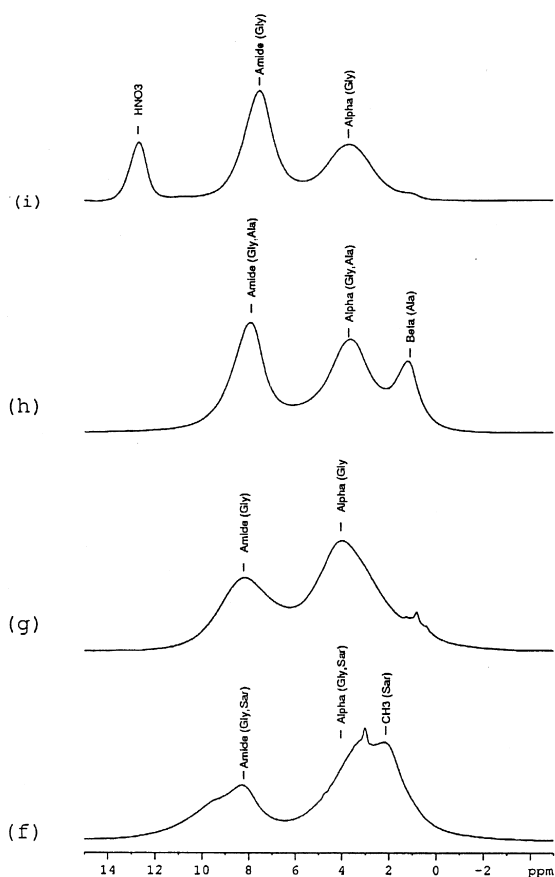 HNO3
Amide (Gly)
Alpha (Gly)
(i)
Amide (Gly,Ala)
Alpha (Gly,Ala)
Beta (Ala)
(h)
Amide (Gly)
Alpha (Gly
(g)
Amide (Gly,Sar)
Alpha (Gly,Sar)
CH3 (Sar)
(f)
14 12 10 8 6 4 2 0 -2 ppm